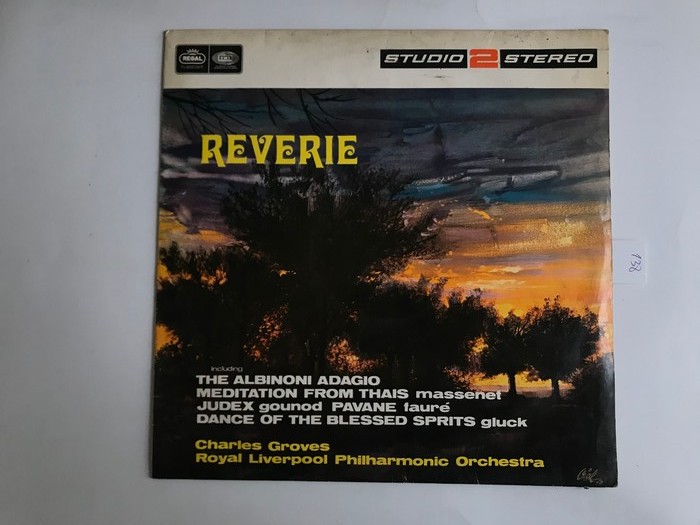 REGAL
EMI
STUDIO 2 STEREO
REVERIE
including
THE ALBINONI ADAGIO
MEDITATION FROM THAIS massenet
JUDEX gounod PAVANE fauré
DANCE OF THE BLESSED SPRITS gluck
Charles Groves
Royal Liverpool Philharmonic Orchestra
138